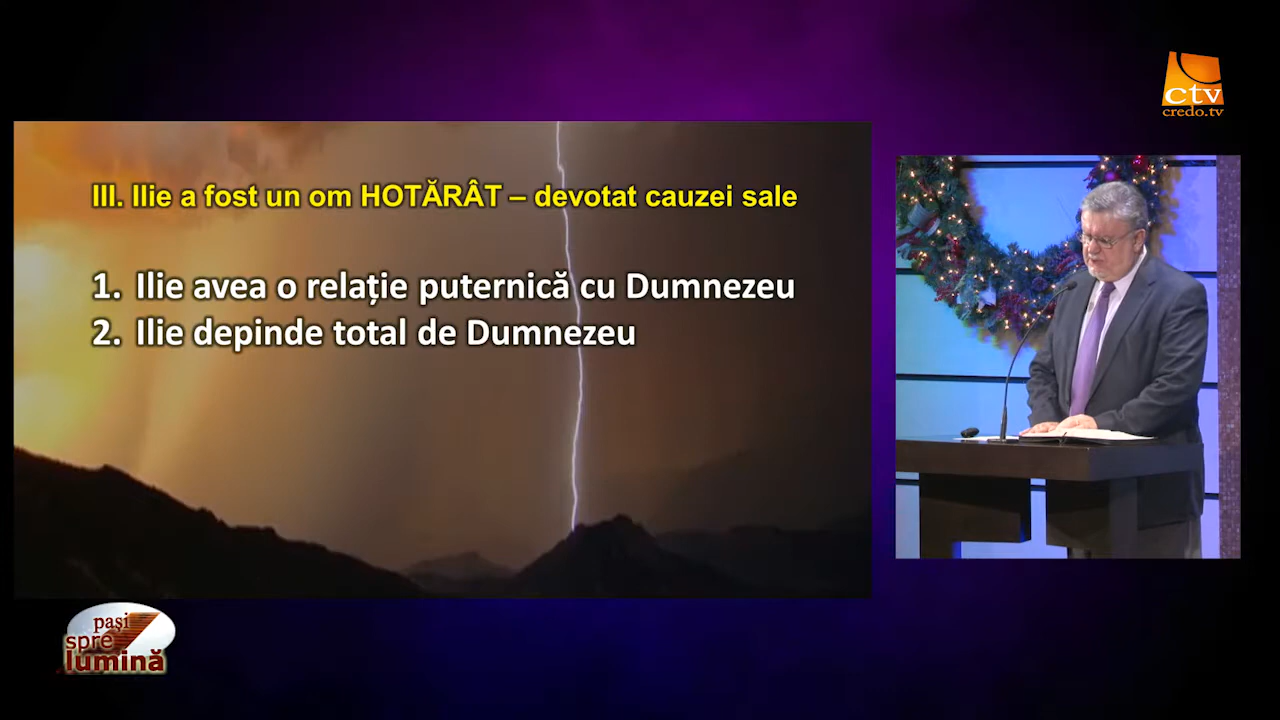 ctv
credo.tv
III. Ilie a fost un om HOTĂRÂT – devotat cauzei sale
1. Ilie avea o relație puternică cu Dumnezeu
2. Ilie depinde total de Dumnezeu
pași
spre
lumină